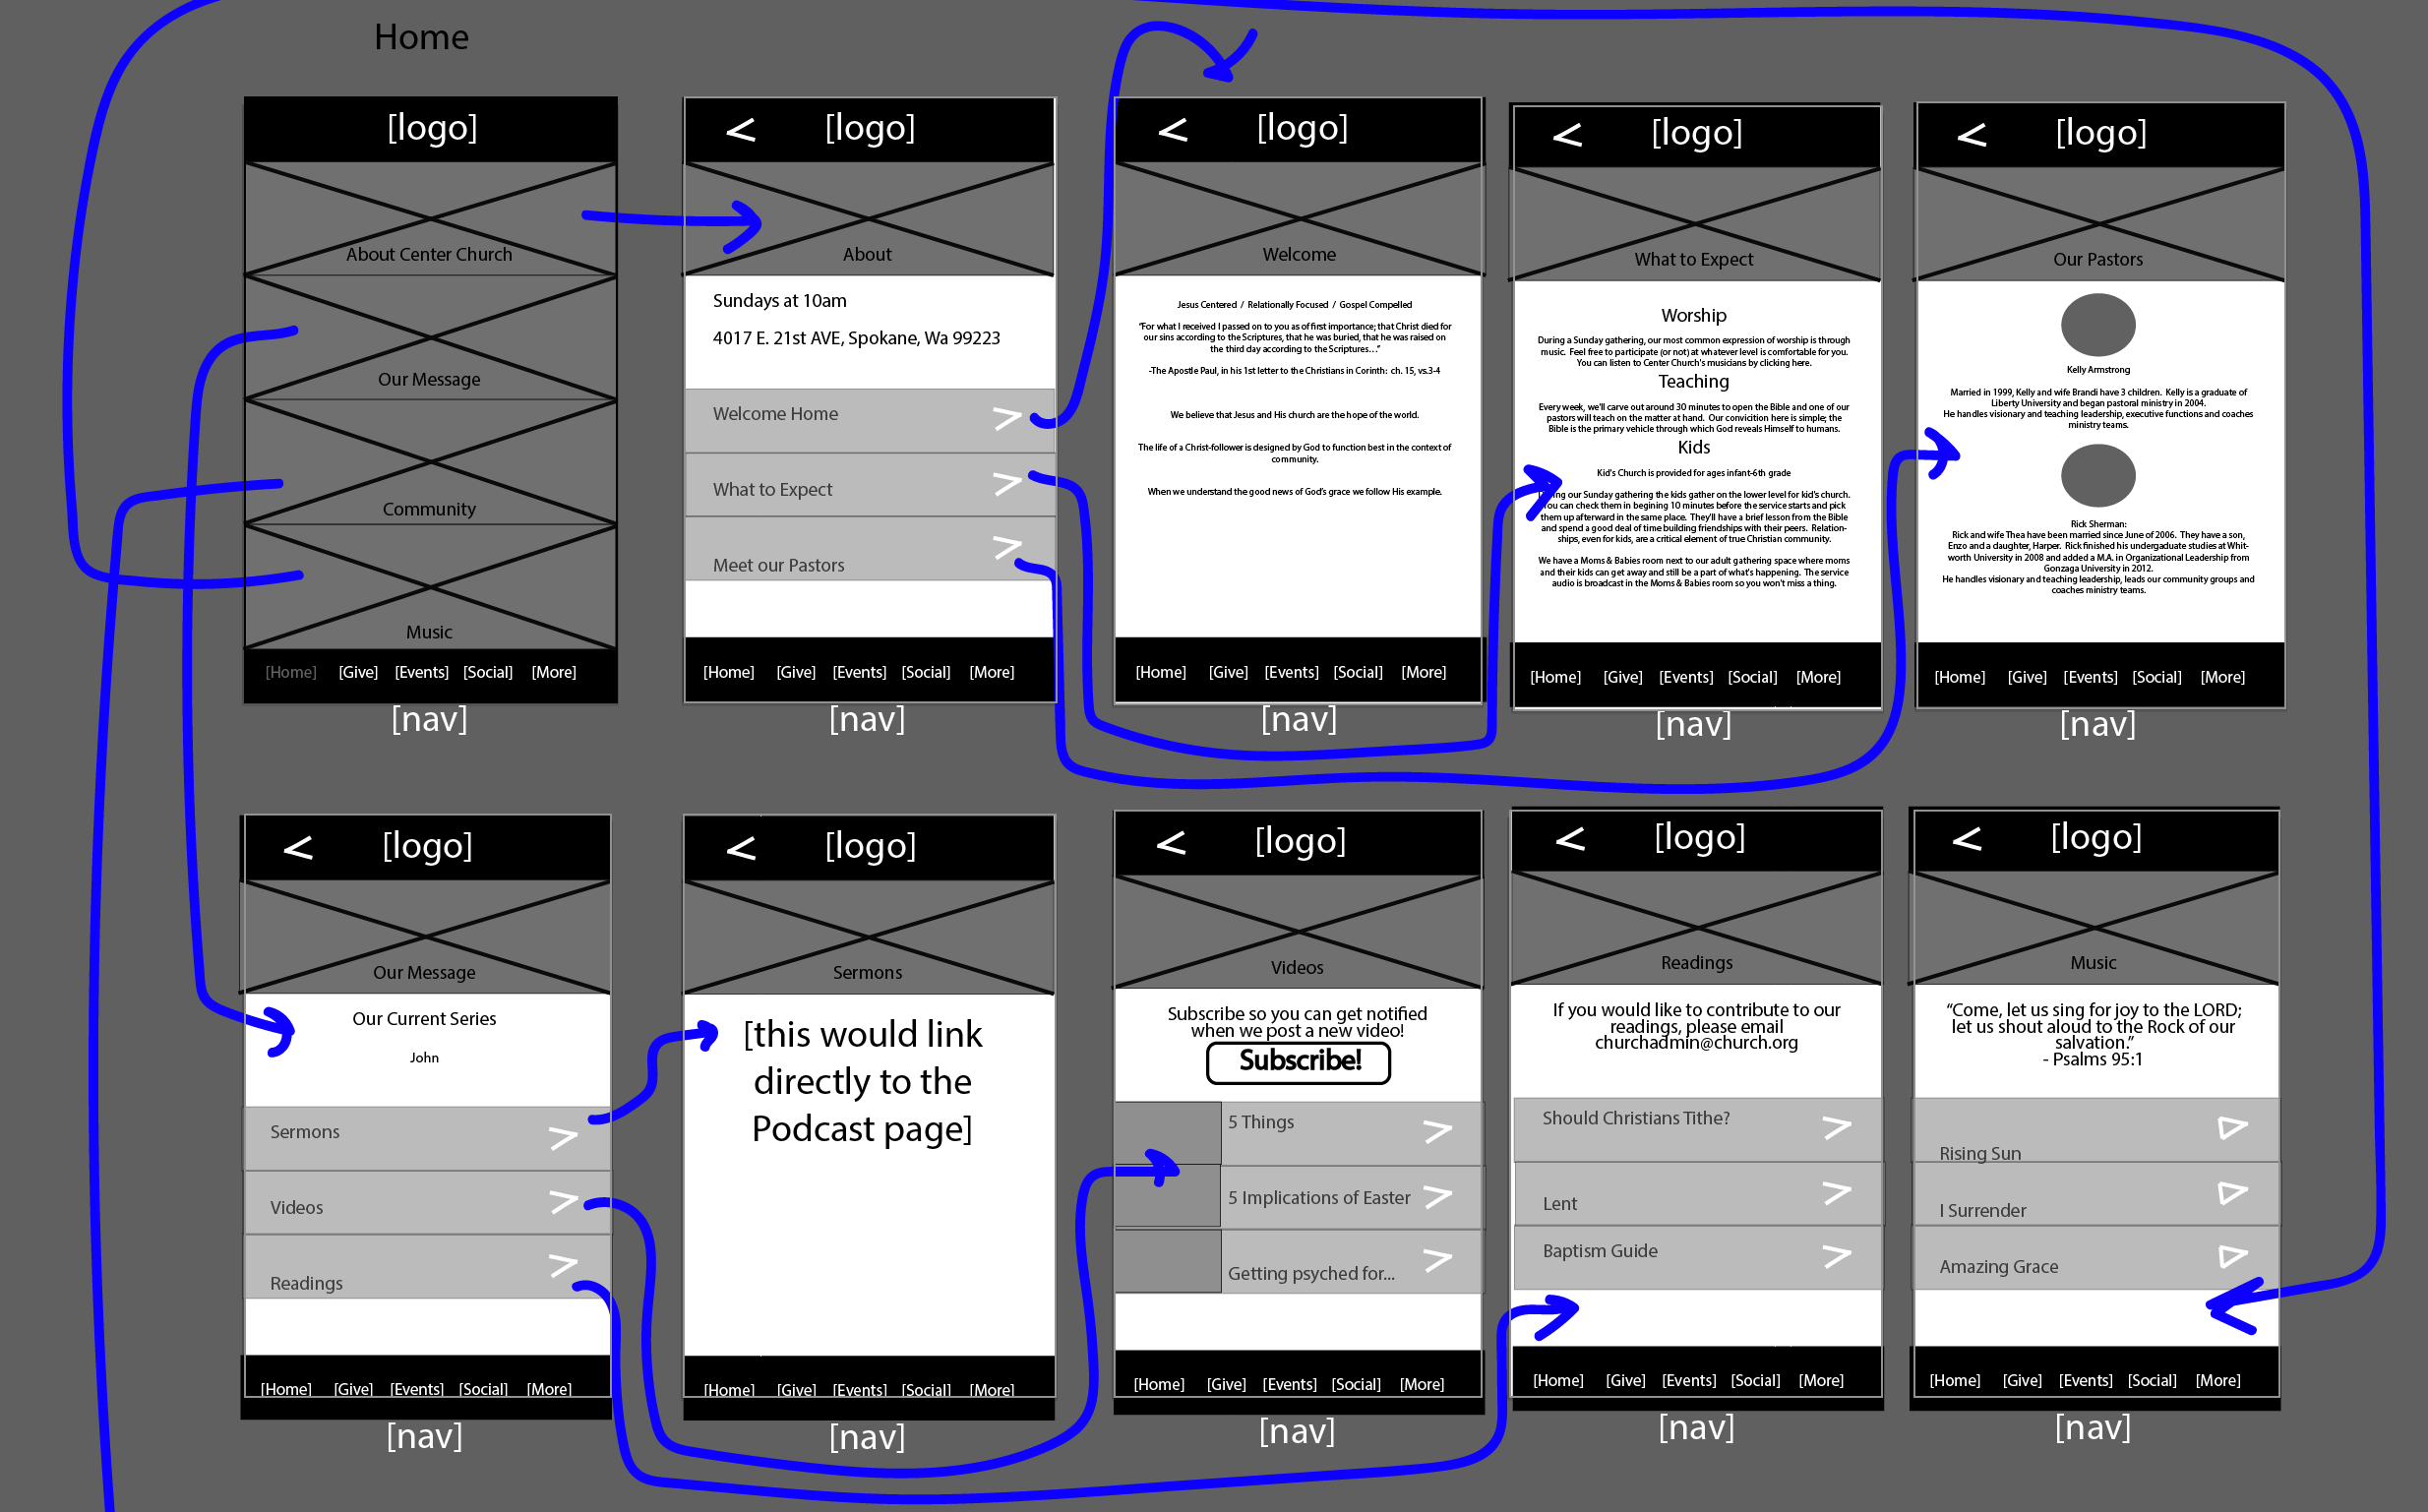 Home
[logo]
About Center Church
Our Message
Community
Music
[Home] [Give] [Events] [Social] [More]
[nav]
< [logo]
About
Sundays at 10am
4017 E. 21st AVE, Spokane, Wa 99223
Welcome Home >
What to Expect >
Meet our Pastors >
[Home] [Give] [Events] [Social] [More]
[nav]
< [logo]
Welcome
Jesus Centered / Relationally Focused / Gospel Compelled
“For what I received I passed on to you as of first importance; that Christ died for
our sins according to the Scriptures, that he was buried, that he was raised on
the third day according to the Scriptures…”
-The Apostle Paul, in his 1st letter to the Christians in Corinth: ch. 15, vs.3-4
We believe that Jesus and His church are the hope of the world.
The life of a Christ-follower is designed by God to function best in the context of
community.
When we understand the good news of God’s grace we follow His example.
[Home] [Give] [Events] [Social] [More]
[nav]
< [logo]
What to Expect
Worship
During a Sunday gathering, our most common expression of worship is through
music. Feel free to participate (or not) at whatever level is comfortable for you.
You can listen to Center Church's musicians by clicking here.
Teaching
Every week, we'll carve out around 30 minutes to open the Bible and one of our
pastors will teach on the matter at hand. Our convicition here is simple; the
Bible is the primary vehicle through which God reveals Himself to humans.
Kids
Kid's Church is provided for ages infant-6th grade
our Sunday gathering the kids gather on the lower level for kid's church.
You can check them in begining 10 minutes before the service starts and pick
them up afterward in the same place. They'll have a brief lesson from the Bible
and spend a good deal of time building friendships with their peers. Relation-
ships, even for kids, are a critical element of true Christian community.
We have a Moms & Babies room next to our adult gathering space where moms
and their kids can get away and still be a part of what's happening. The service
audio is broadcast in the Moms & Babies room so you won't miss a thing.
[Home] [Give] [Events] [Social] [More]
[nav]
< [logo]
Our Pastors
Kelly Armstrong
Married in 1999, Kelly and wife Brandi have 3 children. Kelly is a graduate of
Liberty University and began pastoral ministry in 2004.
He handles visionary and teaching leadership, executive functions and coaches
ministry teams.
Rick Sherman:
Rick and wife Thea have been married since June of 2006. They have a son,
Enzo and a daughter, Harper. Rick finished his undergraduate studies at Whit-
worth University in 2008 and added a M.A. in Organizational Leadership from
Gonzaga University in 2012.
He handles visionary and teaching leadership, leads our community groups and
coaches ministry teams.
[Home] [Give] [Events] [Social] [More]
[nav]
< [logo]
Our Message
Our Current Series
John
Sermons >
Videos >
Readings >
[Home] [Give] [Events] [Social] [More]
[nav]
< [logo]
Sermons
[this would link
directly to the
Podcast page]
[Home] [Give] [Events] [Social] [More]
[nav]
< [logo]
Videos
Subscribe so you can get notified
when we post a new video!
Subscribe!
5 Things >
5 Implications of Easter >
Getting psyched for... >
[Home] [Give] [Events] [Social] [More]
[nav]
< [logo]
Readings
If you would like to contribute to our
readings, please email
churchadmin@church.org
Should Christians Tithe? >
Lent >
Baptism Guide >
[Home] [Give] [Events] [Social] [More]
[nav]
< [logo]
Music
“Come, let us sing for joy to the LORD;
let us shout aloud to the Rock of our
salvation.”
- Psalms 95:1
Rising Sun
I Surrender
Amazing Grace
[Home] [Give] [Events] [Social] [More]
[nav]